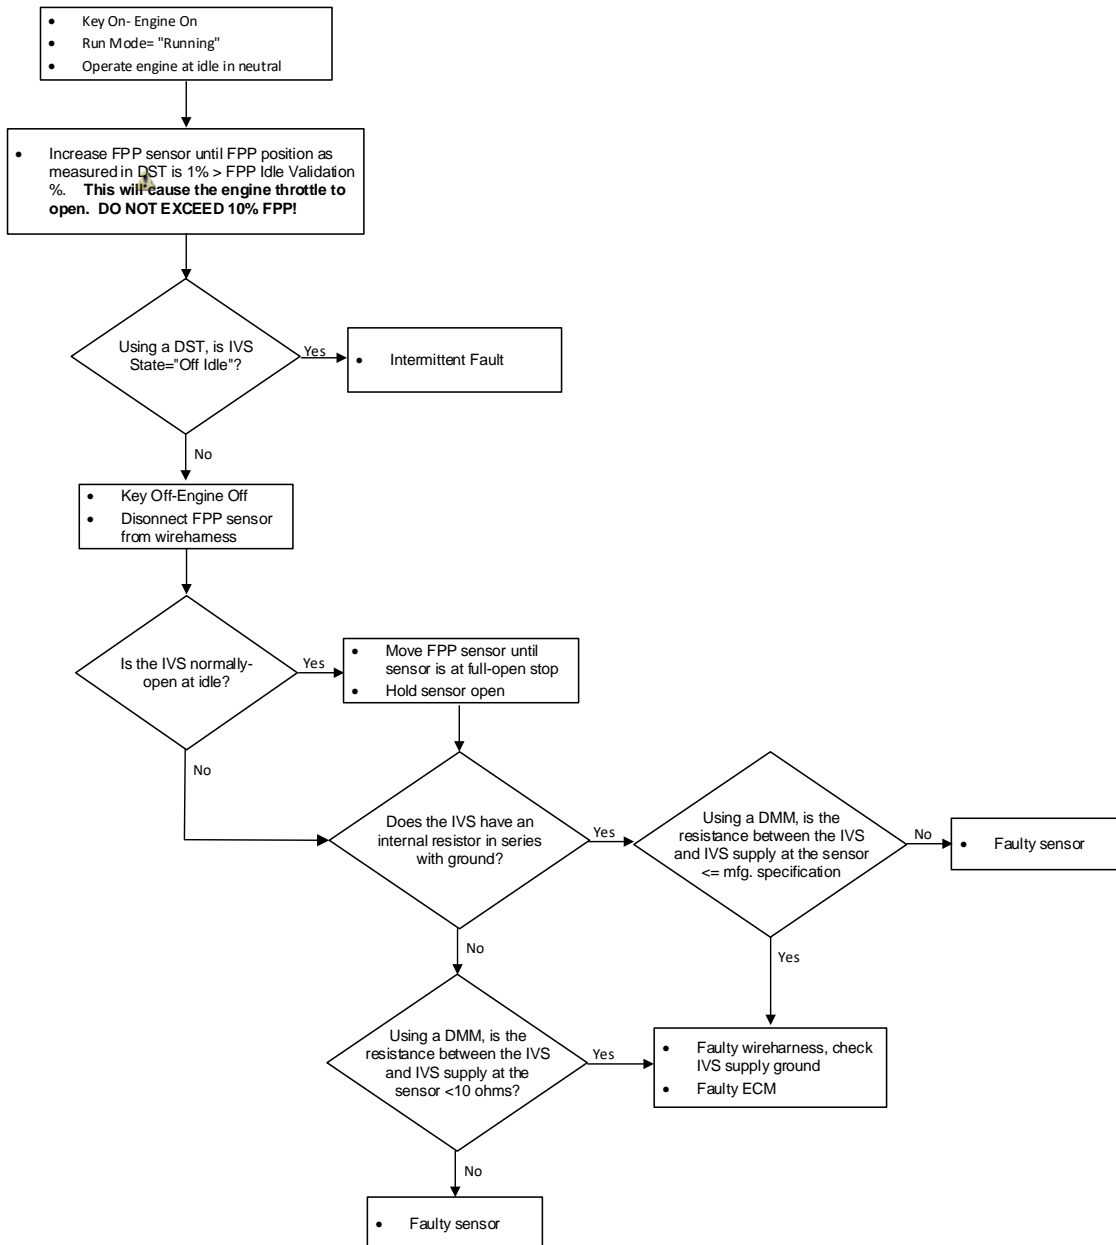 • Key On- Engine On
• Run Mode= "Running"
• Operate engine at idle in neutral
• Increase FPP sensor until FPP position as
measured in DST is 1% > FPP Idle Validation
%. This will cause the engine throttle to
open. DO NOT EXCEED 10% FPP!
Using a DST, is IVS
State="Off Idle"?
Yes
• Intermittent Fault
No
• Key Off-Engine Off
• Disonnect FPP sensor
from wireharness
Is the IVS normally-
open at idle?
Yes
• Move FPP sensor until
sensor is at full-open stop
• Hold sensor open
No
Does the IVS have an
internal resistor in series
with ground?
Yes
Using a DMM, is the
resistance between the IVS
and IVS supply at the sensor
<= mfg. specification
No
• Faulty sensor
No
Yes
Using a DMM, is the
resistance between the IVS
and IVS supply at the
sensor <10 ohms?
Yes
• Faulty wireharness, check
IVS supply ground
• Faulty ECM
No
• Faulty sensor